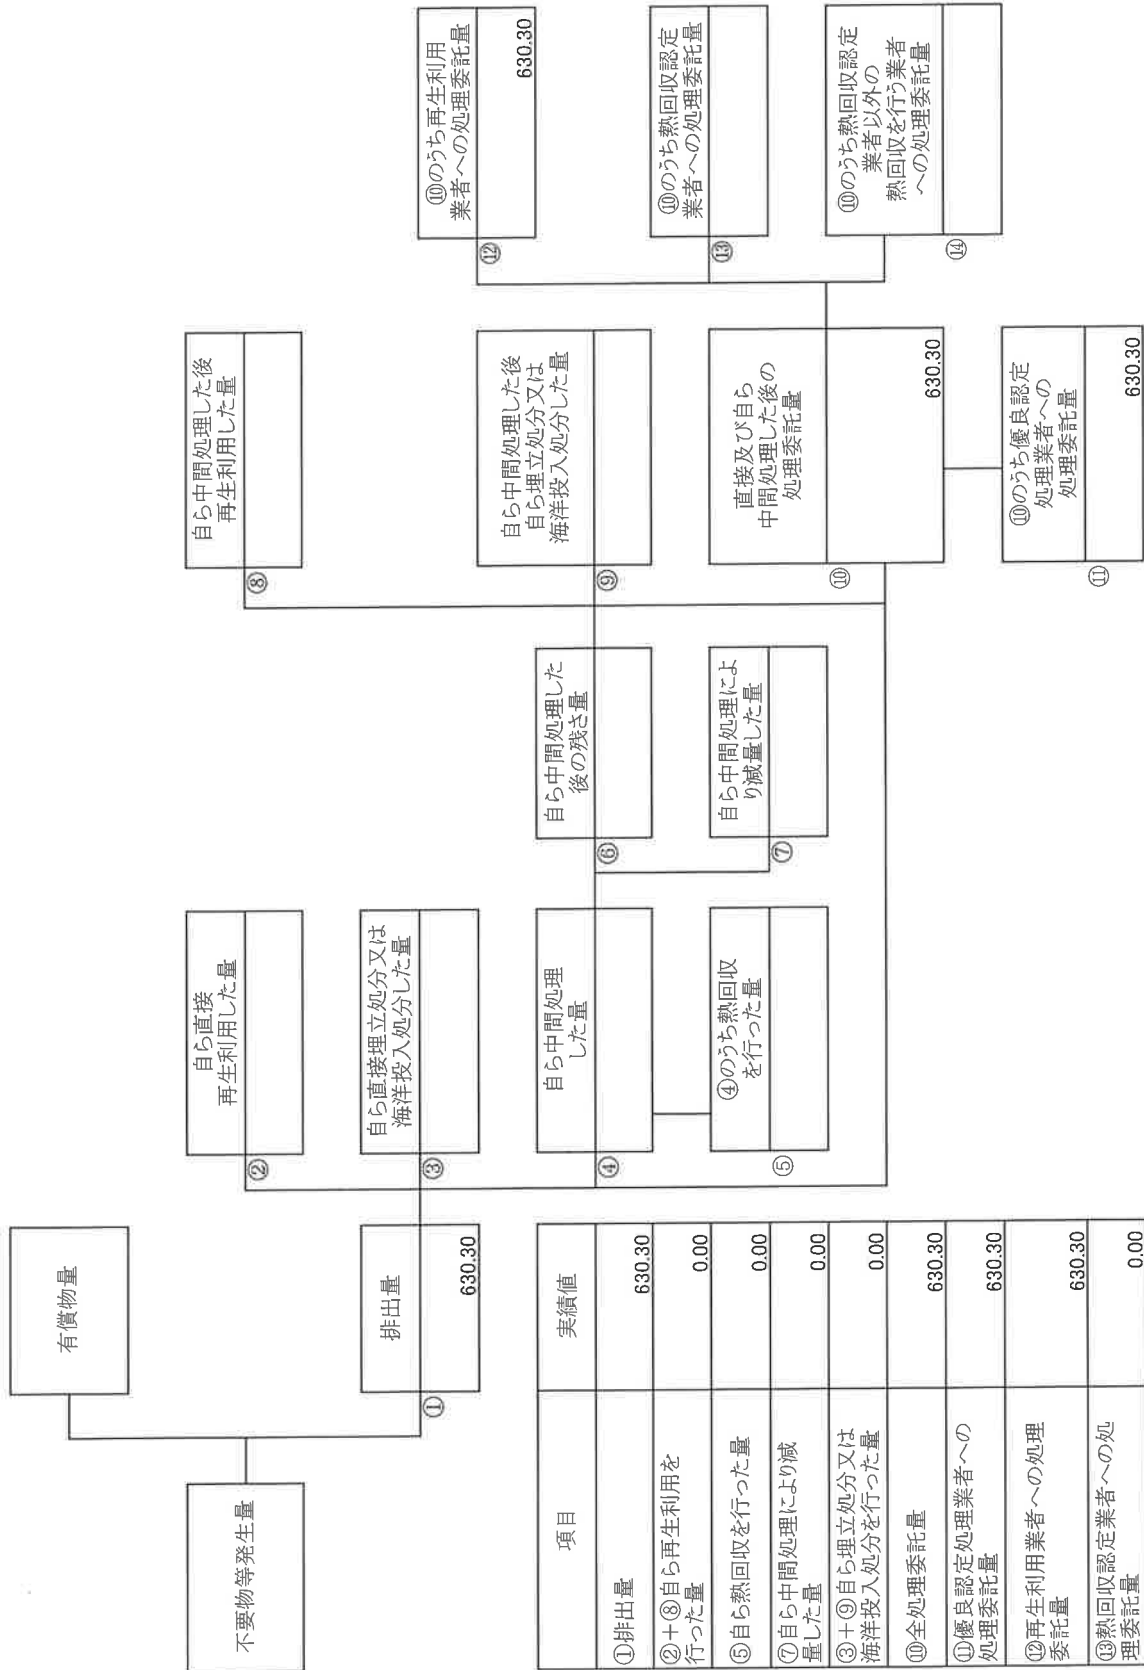 不要物等発生量
有償物量
①
排出量
630.30
②
自ら直接
再生利用した量
③
自ら直接埋立処分又は
海洋投入処分した量
④
自ら中間処理
した量
⑤
④のうち熱回収
を行った量
⑥
自ら中間処理した
後の残さ量
⑦
自ら中間処理によ
り減量した量
⑧
自ら中間処理した後
再生利用した量
⑨
自ら中間処理した後
自ら埋立処分又は
海洋投入処分した量
⑩
直接及び自ら
中間処理した後の
処理委託量
630.30
⑪
⑩のうち優良認定
処理業者への
処理委託量
630.30
⑫
⑩のうち再生利用
業者への処理委託量
630.30
⑬
⑩のうち熱回収認定
業者への処理委託量
⑭
⑩のうち熱回収認定
業者以外の
熱回収を行う業者
への処理委託量
項目
実績値
①排出量
630.30
②+⑧自ら再生利用を
行った量
0.00
⑤自ら熱回収を行った量
0.00
⑦自ら中間処理により減
量した量
0.00
③+⑨自ら埋立処分又は
海洋投入処分を行った量
0.00
⑩全処理委託量
630.30
⑪優良認定処理業者への
処理委託量
630.30
⑫再生利用業者への処理
委託量
630.30
⑬熱回収認定業者への処
理委託量
0.00